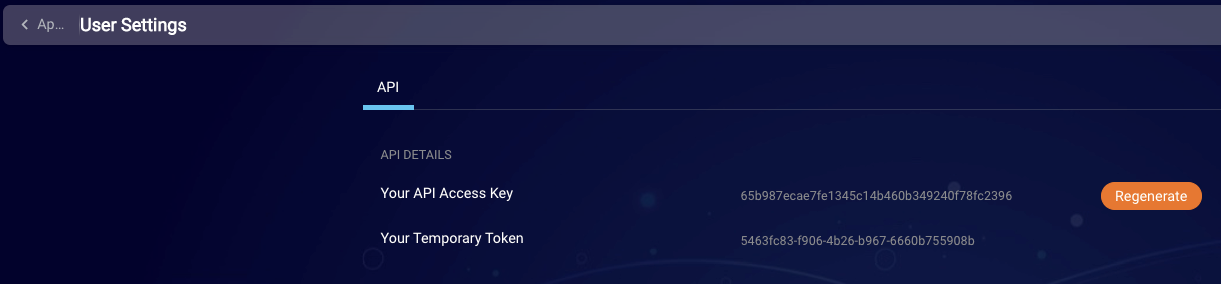 Ap... User Settings
API
API DETAILS
Your API Access Key 65b987ecae7fe1345c14b460b349240f78fc2396 Regenerate
Your Temporary Token 5463fc83-f906-4b26-b967-6660b755908b